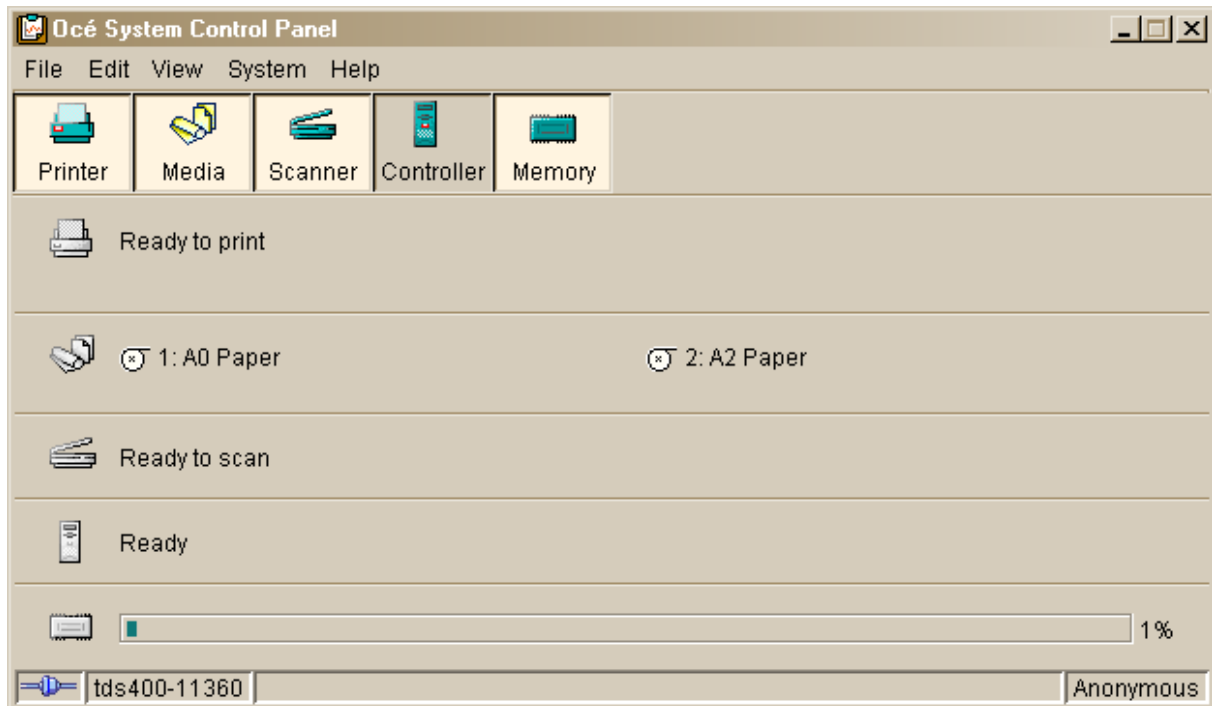 Océ System Control Panel
File Edit View System Help
Printer Media Scanner Controller Memory
Ready to print
1: A0 Paper 2: A2 Paper
Ready to scan
Ready
1%
tds400-11360 Anonymous